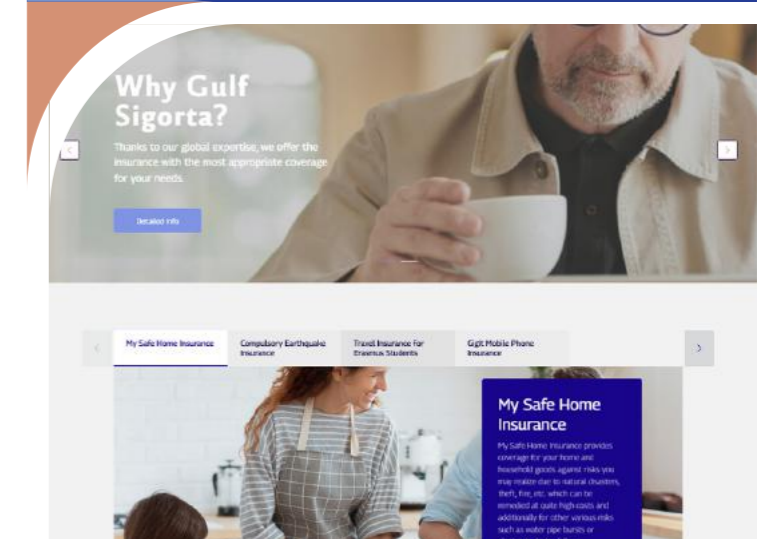 Why Gulf
Sigorta?
Thanks to our global expertise, we offer the
insurance with the most appropriate coverage
for your needs.
Detailed Info
My Safe Home Insurance
Compulsory Earthquake
Insurance
Travel Insurance For
Erasmus Students
Gigit Mobile Phone
Insurance
My Safe Home
Insurance
My Safe Home Insurance provides
coverage for your home and
household goods against risks you
may realize due to natural disasters,
theft, fire, etc. which can be
remedied at quite high costs and
additionally for other various risks
such as water pipe bursts or